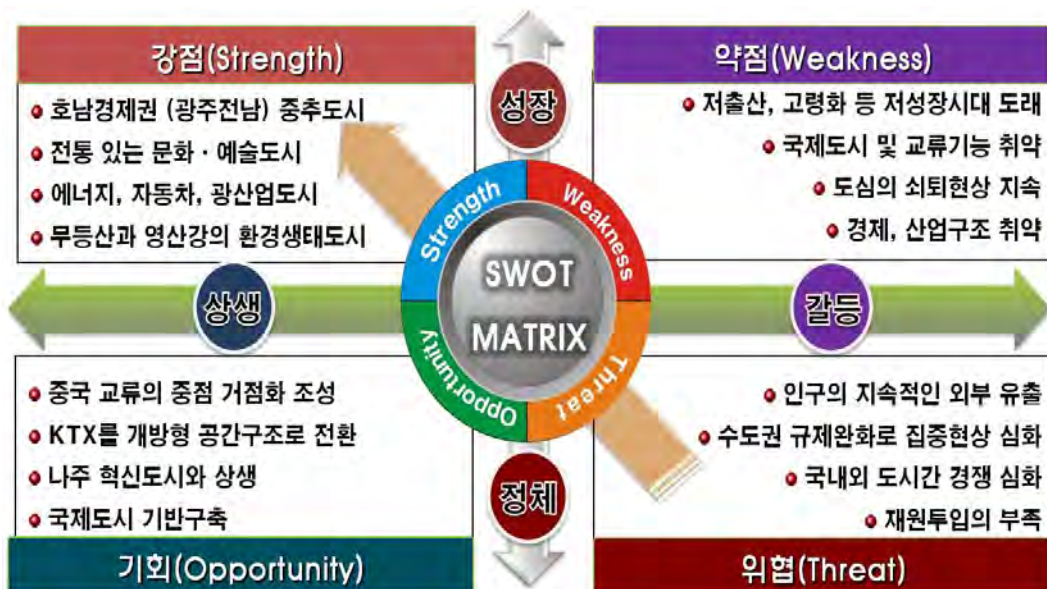 강점(Strength)
• 호남경제권 (광주전남) 중추도시
• 전통 있는 문화 · 예술도시
• 에너지, 자동차, 광산업도시
• 무등산과 영산강의 환경생태도시
성장
약점(Weakness)
• 저출산, 고령화 등 저성장시대 도래
• 국제도시 및 교류기능 취약
• 도심의 쇠퇴현상 지속
• 경제, 산업구조 취약
상생
Strength
Weakness
SWOT
MATRIX
Opportunity
Threat
갈등
• 중국 교류의 중점 거점화 조성
• KTX를 개방형 공간구조로 전환
• 나주 혁신도시와 상생
• 국제도시 기반구축
기회(Opportunity)
정체
• 인구의 지속적인 외부 유출
• 수도권 규제완화로 집중현상 심화
• 국내외 도시간 경쟁 심화
• 재원투입의 부족
위협(Threat)